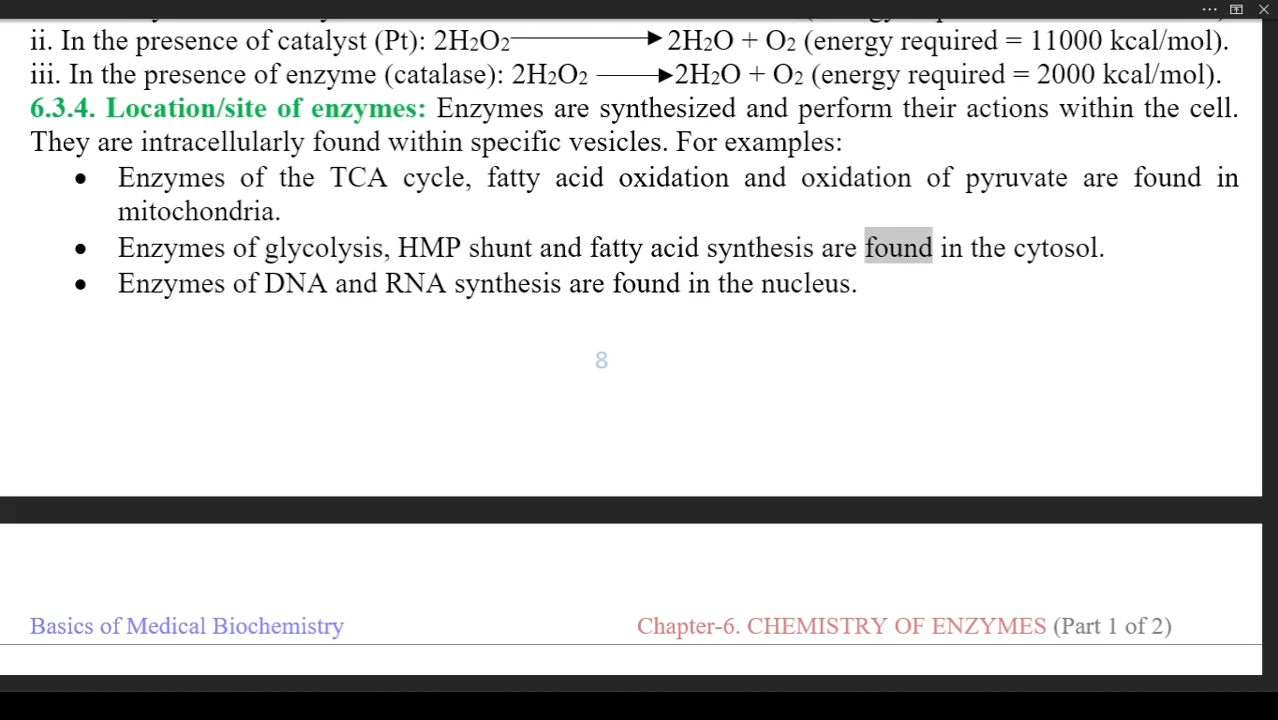 ii. In the presence of catalyst (Pt): 2H2O2 ⟶ 2H2O + O2 (energy required = 11000 kcal/mol).
iii. In the presence of enzyme (catalase): 2H2O2 ⟶ 2H2O + O2 (energy required = 2000 kcal/mol).
6.3.4. Location/site of enzymes: Enzymes are synthesized and perform their actions within the cell.
They are intracellularly found within specific vesicles. For examples:
• Enzymes of the TCA cycle, fatty acid oxidation and oxidation of pyruvate are found in
mitochondria.
• Enzymes of glycolysis, HMP shunt and fatty acid synthesis are found in the cytosol.
• Enzymes of DNA and RNA synthesis are found in the nucleus.
8
Basics of Medical Biochemistry
Chapter-6. CHEMISTRY OF ENZYMES (Part 1 of 2)